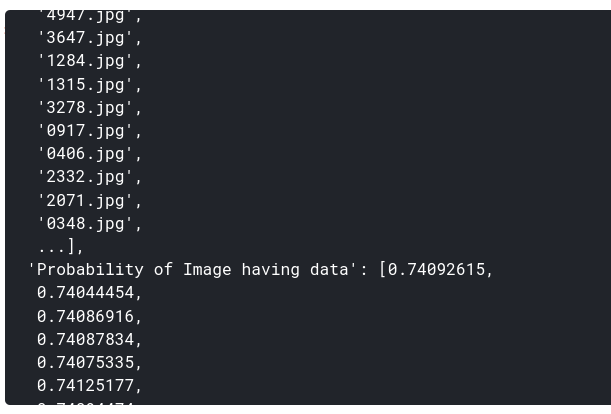 '4947.jpg',
'3647.jpg',
'1284.jpg',
'1315.jpg',
'3278.jpg',
'0917.jpg',
'0406.jpg',
'2332.jpg',
'2071.jpg',
'0348.jpg',
...],
'Probability of Image having data': [0.74092615,
0.74044454,
0.74086916,
0.74087834,
0.74075335,
0.74125177,